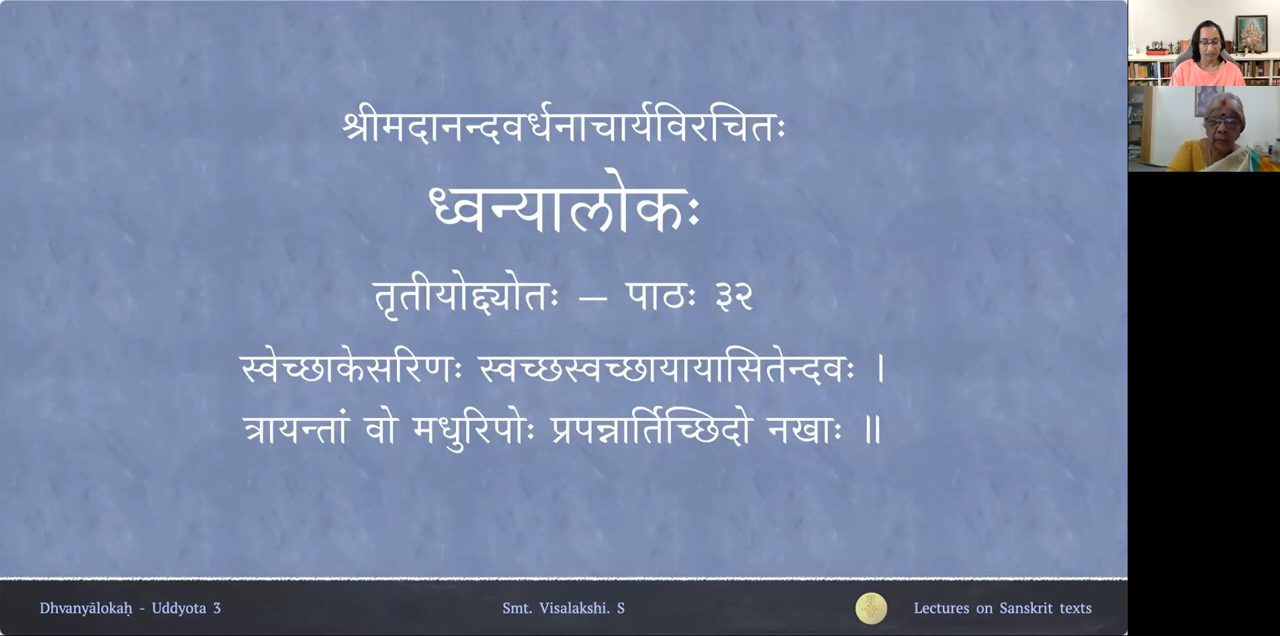 श्रीमदानन्दवर्धनाचार्यविरचितः
ध्वन्यालोकः
तृतीयोद्द्योतः – पाठः ३२
स्वेच्छाकेसरिणः स्वच्छस्वच्छायायासितेन्दवः ।
त्रायन्तां वो मधुरिपोः प्रपन्नार्तिच्छिदो नखाः ॥
Dhvanyālokaḥ - Uddyota 3 Smt. Visalakshi. S Lectures on Sanskrit texts